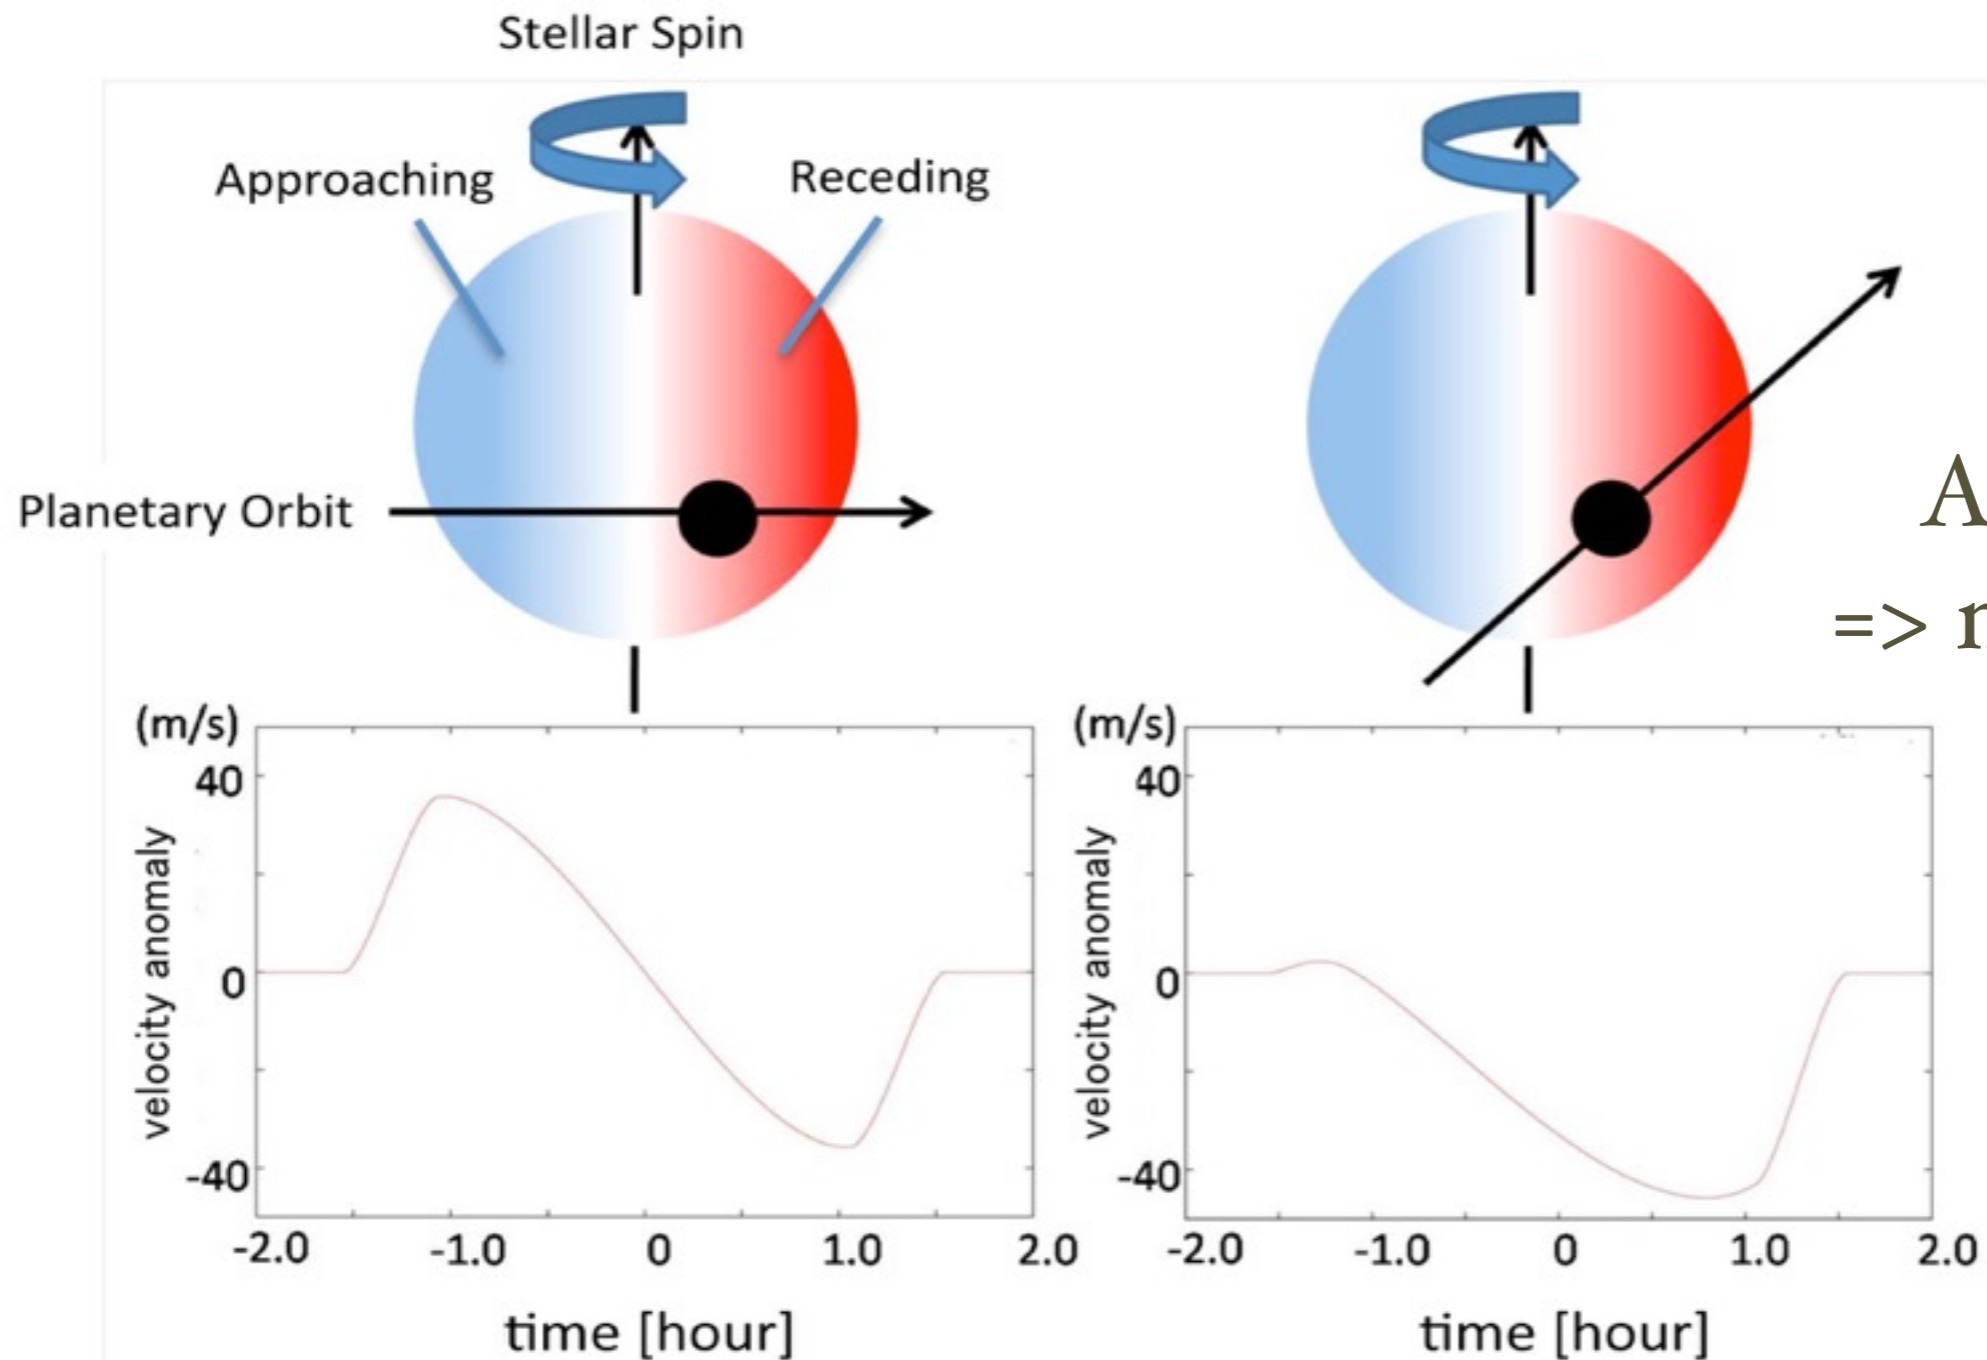 Stellar Spin
Approaching
Receding
Planetary Orbit
A
=> r
(m/s)
40
0
-40
velocity anomaly
-2.0 -1.0 0 1.0 2.0
time [hour]
(m/s)
40
0
-40
velocity anomaly
-2.0 -1.0 0 1.0 2.0
time [hour]